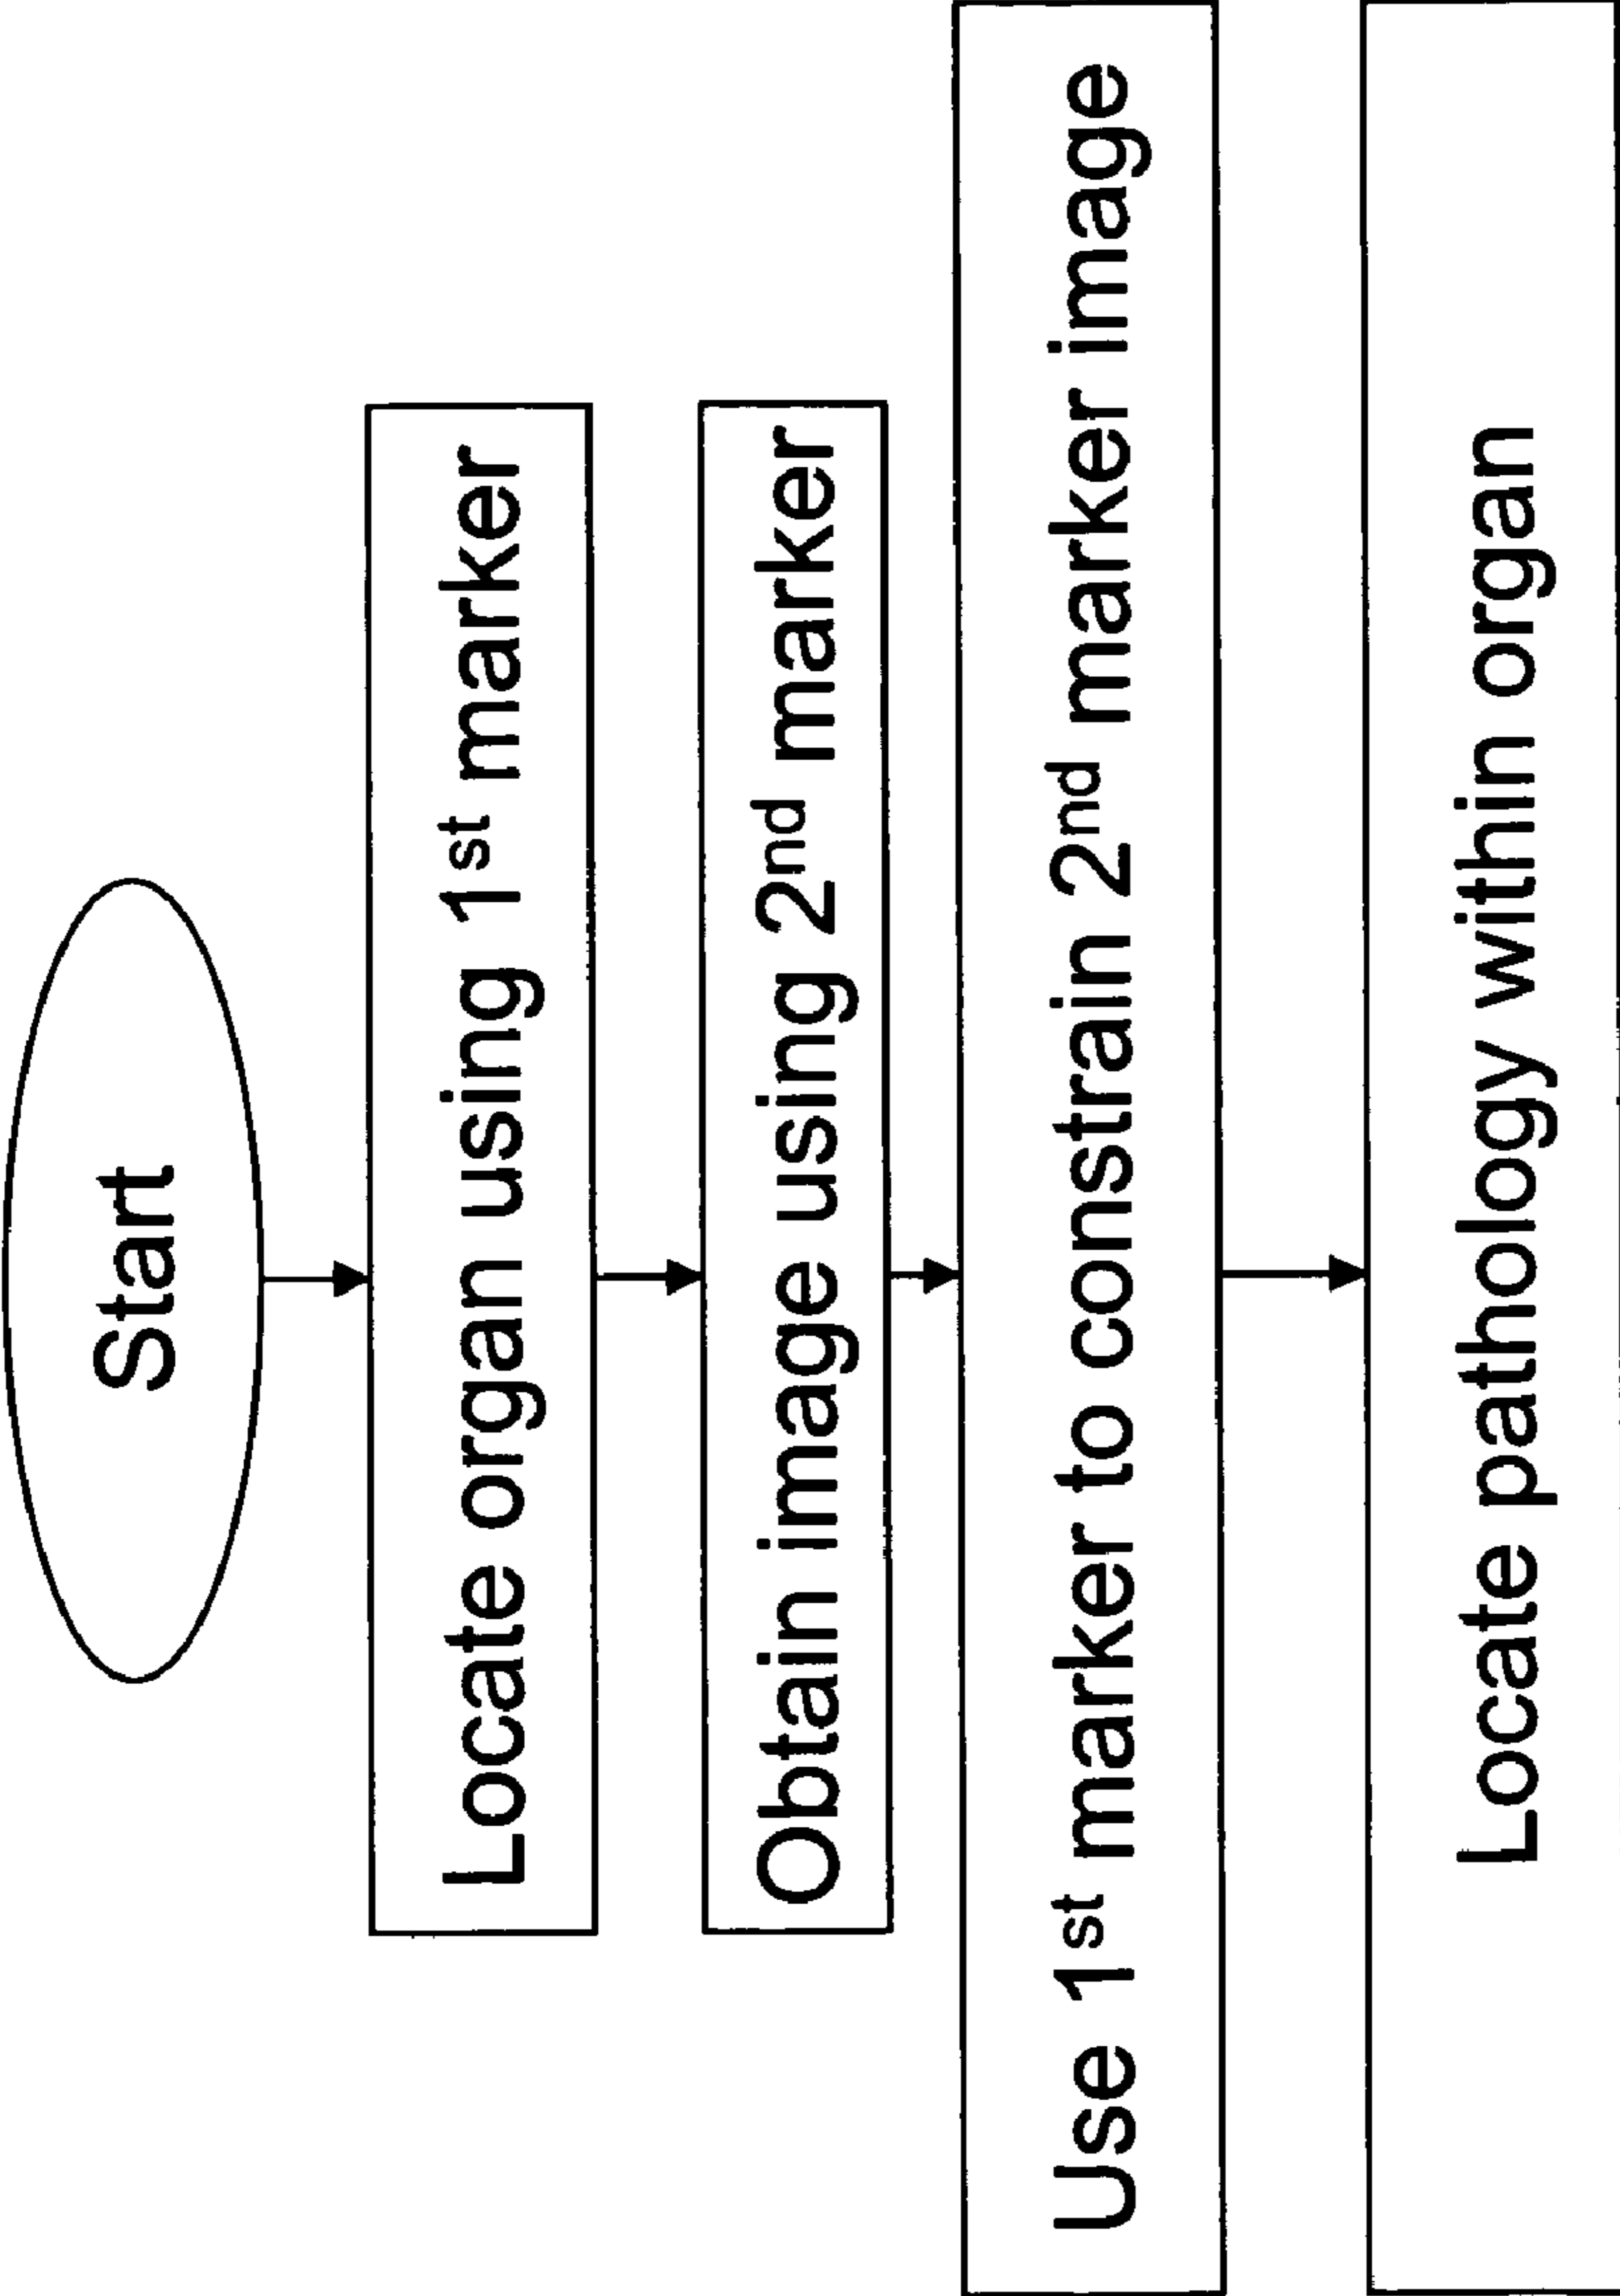 Start
Locate organ using 1st marker
Obtain image using 2nd marker
Use 1st marker to constrain 2nd marker image
Locate pathology within organ